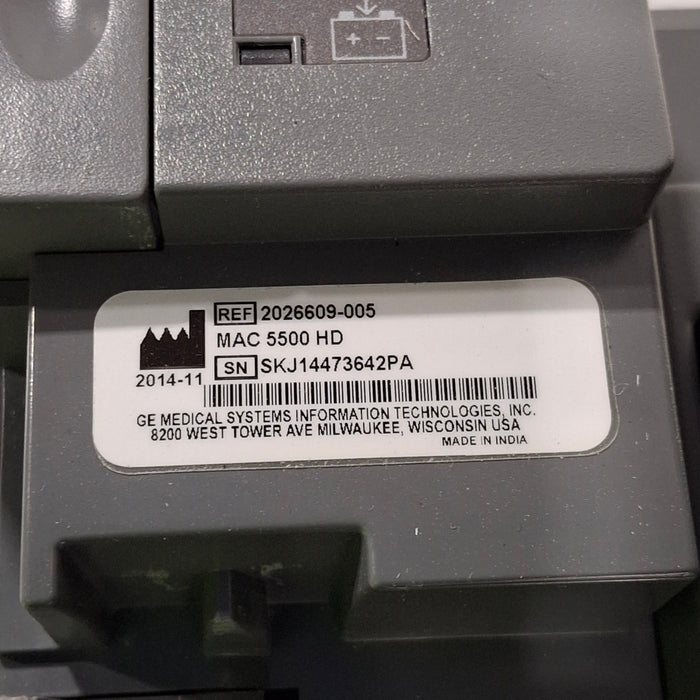 REF 2026609-005
MAC 5500 HD
SN SKJ14473642PA
2014-11
GE MEDICAL SYSTEMS INFORMATION TECHNOLOGIES, INC.
8200 WEST TOWER AVE MILWAUKEE, WISCONSIN USA
MADE IN INDIA